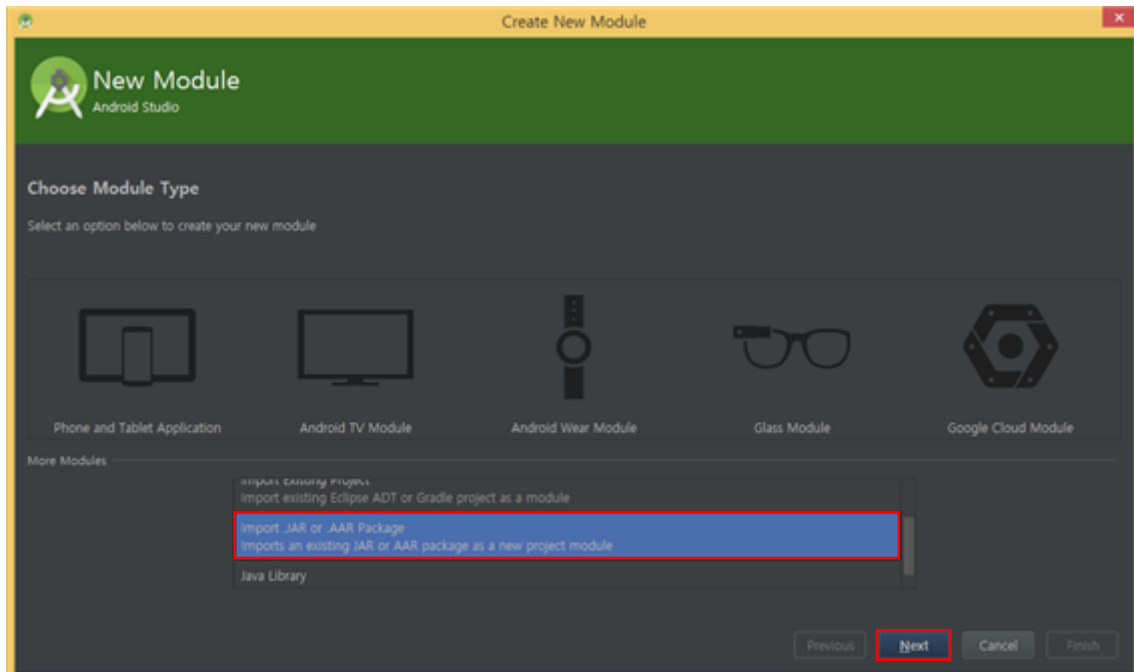 Create New Module
New Module
Android Studio
Choose Module Type
Select an option below to create your new module
Phone and Tablet Application
Android TV Module
Android Wear Module
Glass Module
Google Cloud Module
More Modules
Import Existing Project
Import existing Eclipse ADT or Gradle project as a module
Import .JAR or .AAR Package
Imports an existing JAR or AAR package as a new project module
Java Library
Previous
Next
Cancel
Finish